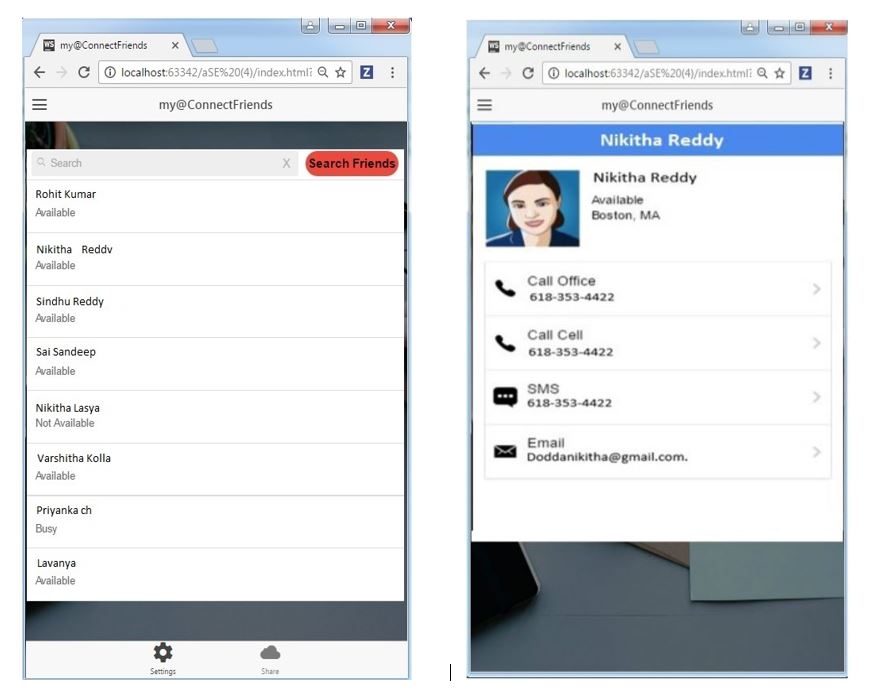 my@ConnectFriends
localhost:63342/aSE%20(4)/index.html?
my@ConnectFriends
Search X Search Friends
Rohit Kumar
Available
Nikitha Reddy
Available
Sindhu Reddy
Available
Sai Sandeep
Available
Nikitha Lasya
Not Available
Varshitha Kolla
Available
Priyanka ch
Busy
Lavanya
Available
Settings Share
my@ConnectFriends
localhost:63342/aSE%20(4)/index.html?
my@ConnectFriends
Nikitha Reddy
Nikitha Reddy
Available
Boston, MA
Call Office
618-353-4422
Call Cell
618-353-4422
SMS
618-353-4422
Email
Doddanikitha@gmail.com.